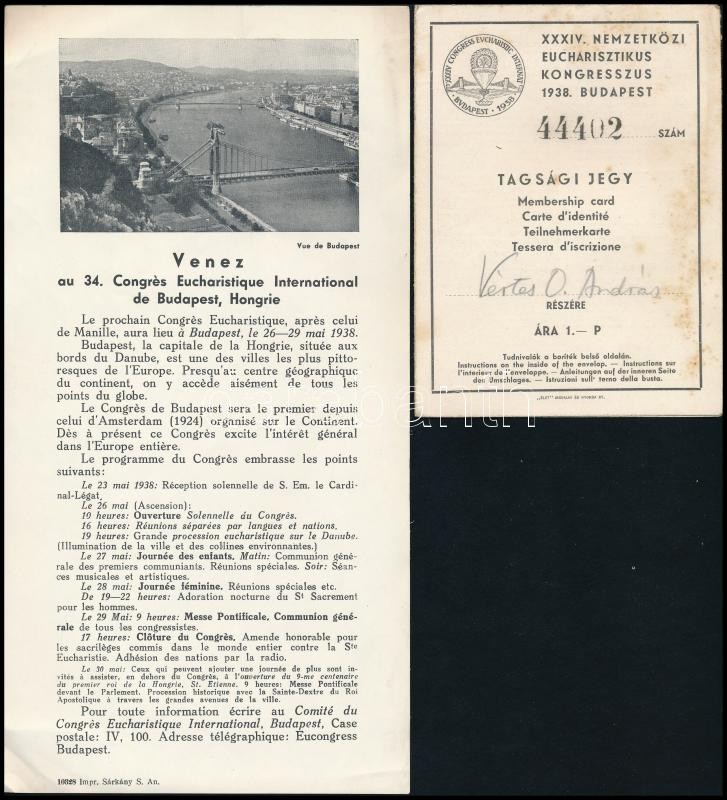 Vue de Budapest
Venez
au 34. Congrès Eucharistique International
de Budapest, Hongrie
Le prochain Congrès Eucharistique, après celui
de Manille, aura lieu à Budapest, le 26—29 mai 1938.
Budapest, la capitale de la Hongrie, située aux
bords du Danube, est une des villes les plus pitto-
resques de l'Europe. Presqu'au centre géographique
du continent, on y accède aisément de tous les
points du globe.
Le Congrès de Budapest sera le premier depuis
celui d'Amsterdam (1924) organisé sur le Continent.
Dès à présent ce Congrès excite l'intérêt général
dans l'Europe entière.
Le programme du Congrès embrasse les points
suivants:
Le 23 mai 1938: Réception solennelle de S. Em. le Cardi-
nal-Légat.
Le 26 mai (Ascension):
10 heures: Ouverture Solennelle du Congrès.
16 heures: Réunions séparées par langues et nations.
19 heures: Grande procession eucharistique sur le Danube.
(Illumination de la ville et des collines environnantes.)
Le 27 mai: Journée des enfants. Matin: Communion géné-
rale des premiers communiants. Réunions spéciales. Soir: Séan-
ces musicales et artistiques.
Le 28 mai: Journée féminine. Réunions spéciales etc.
De 19—22 heures: Adoration nocturne du St Sacrement
pour les hommes.
Le 29 Mai: 9 heures: Messe Pontificale. Communion géné-
rale de tous les congressistes.
17 heures: Clôture du Congrès. Amende honorable pour
les sacrilèges commis dans le monde entier contre la Ste
Eucharistie. Adhésion des nations par la radio.
Le 30 mai: Ceux qui peuvent ajouter une journée de plus sont in-
vités à assister, en dehors du Congrès, à l'ouverture du 9-me centenaire
du premier roi de la Hongrie, St. Etienne. 9 heures: Messe Pontificale
devant le Parlement. Procession historique avec la Sainte-Dextre du Roi
Apostolique à travers les grandes avenues de la ville.
Pour toute information écrire au Comité du
Congrès Eucharistique International, Budapest, Case
postale: IV, 100. Adresse télégraphique: Eucongress
Budapest.
10328 Impr. Sárkány S. An.
XXXIV CONGRESS EUCHARISTIC INTERNAT.
BUDAPEST • 1938
XXXIV. NEMZETKÖZI
EUCHARISZTIKUS
KONGRESSZUS
1938. BUDAPEST
44402 SZÁM
TAGSÁGI JEGY
Membership card
Carte d'identité
Teilnehmerkarte
Tessera d'iscrizione
Vértes O. András
RÉSZÉRE
ÁRA 1.— P
Tudnivalók a boríték belső oldalán.
Instructions on the inside of the envelop. — Instructions sur
l'intérieur de l'enveloppe. — Anleitungen auf der inneren Seite
des Umschlages. — Istruzioni sull' terno della busta.
„ÉLET" IRODALMI ÉS NYOMDA RT.